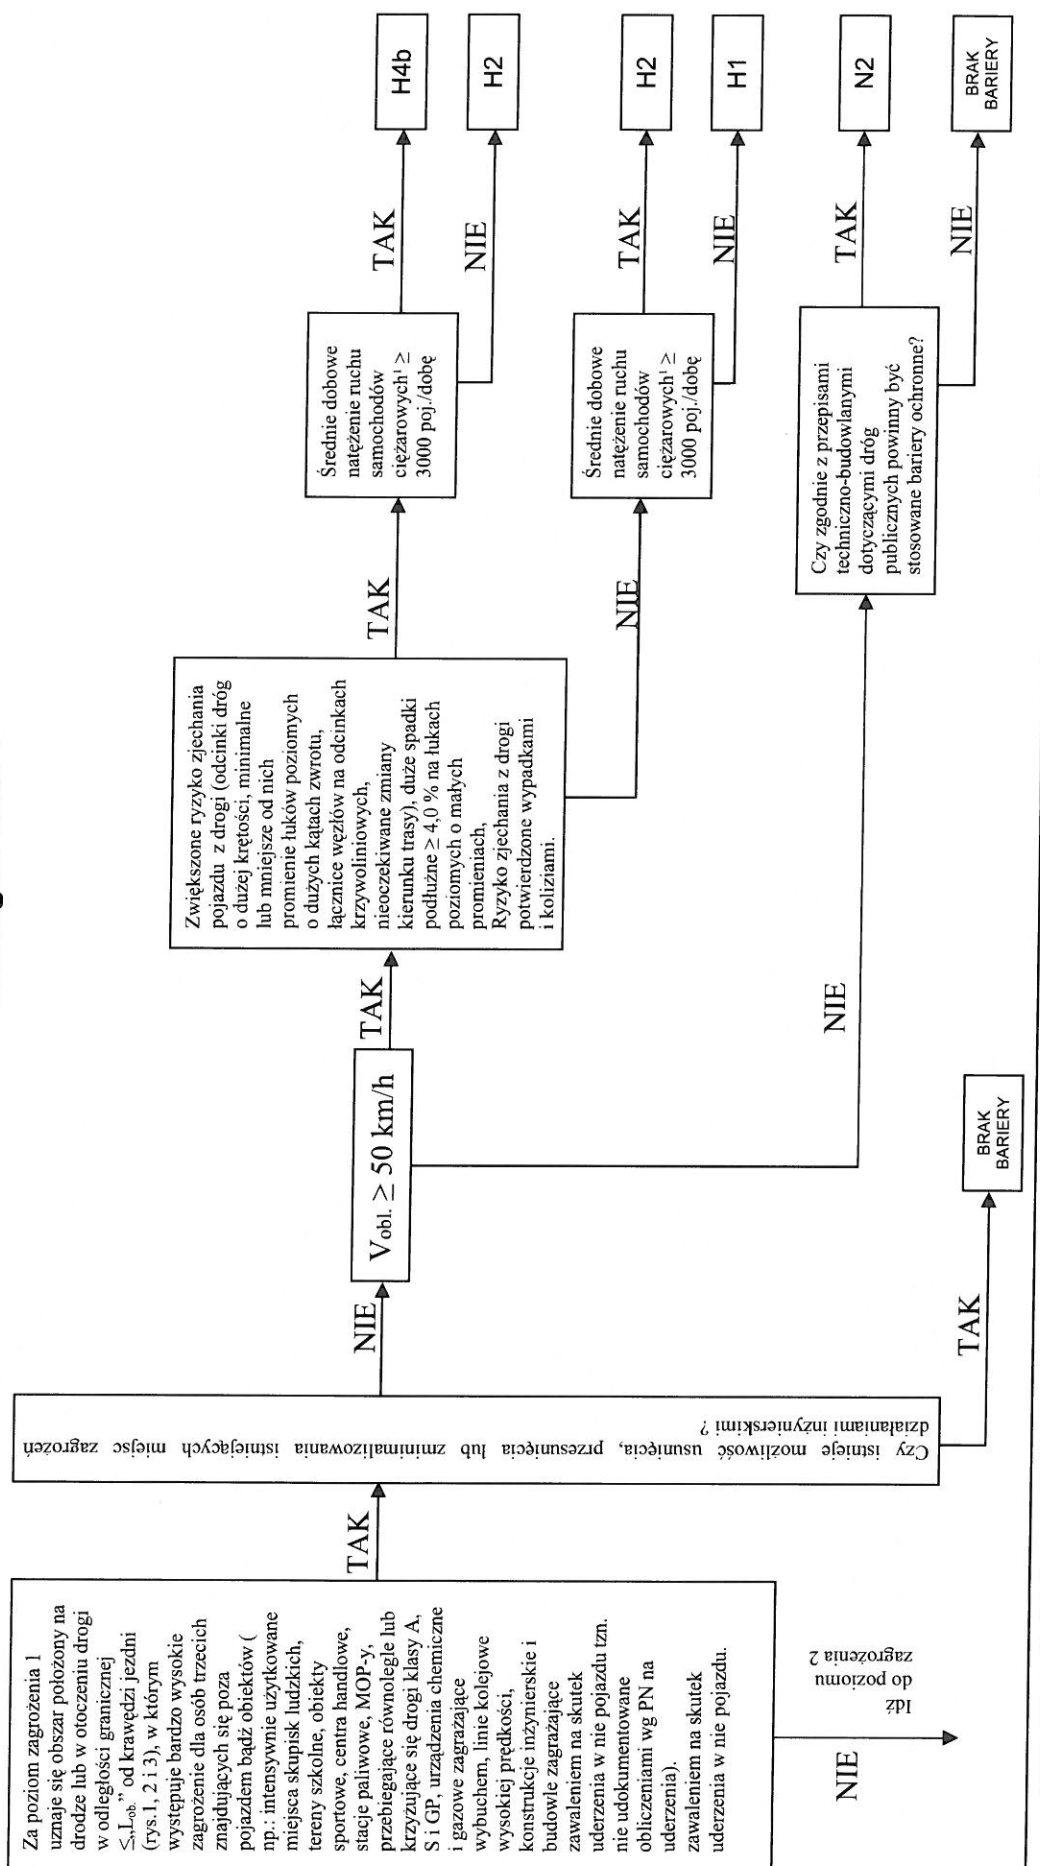 Za poziom zagrożenia 1
uznaje się obszar położony na
drodze lub w otoczeniu drogi
w odległości granicznej
≤„Lob.” od krawędzi jezdni
(rys.1, 2 i 3), w którym
występuje bardzo wysokie
zagrożenie dla osób trzecich
znajdujących się poza
pojazdem bądź obiektów (
np.: intensywnie użytkowane
miejsca skupisk ludzkich,
tereny szkolne, obiekty
sportowe, centra handlowe,
stacje paliwowe, MOP-y,
przebiegające równolegle lub
krzyżujące się drogi klasy A,
S i GP, urządzenia chemiczne
i gazowe zagrażające
wybuchem, linie kolejowe
wysokiej prędkości,
konstrukcje inżynierskie i
budowle zagrażające
zawaleniem na skutek
uderzenia w nie pojazdu tzn.
nie udokumentowane
obliczeniami wg PN na
uderzenia).
zawaleniem na skutek
uderzenia w nie pojazdu.
NIE
Idź
do poziomu
zagrożenia 2
TAK
Czy istnieje możliwość usunięcia, przesunięcia lub zminimalizowania istniejących miejsc zagrożeń
działaniami inżynierskimi ?
TAK
BRAK
BARIERY
NIE
Vobl. ≥ 50 km/h
TAK
NIE
Zwiększone ryzyko zjechania
pojazdu z drogi (odcinki dróg
o dużej krętości, minimalne
lub mniejsze od nich
promienie łuków poziomych
o dużych kątach zwrotu,
łącznice węzłów na odcinkach
krzywoliniowych,
nieoczekiwane zmiany
kierunku trasy), duże spadki
podłużne ≥ 4,0 % na łukach
poziomych o małych
promieniach,
Ryzyko zjechania z drogi
potwierdzone wypadkami
i koliziami.
TAK
NIE
Średnie dobowe
natężenie ruchu
samochodów
ciężarowych¹ ≥
3000 poj./dobę
TAK
H4b
NIE
H2
Średnie dobowe
natężenie ruchu
samochodów
ciężarowych¹ ≥
3000 poj./dobę
TAK
H2
NIE
H1
Czy zgodnie z przepisami
techniczno-budowlanymi
dotyczącymi dróg
publicznych powinny być
stosowane bariery ochronne?
TAK
N2
NIE
BRAK
BARIERY